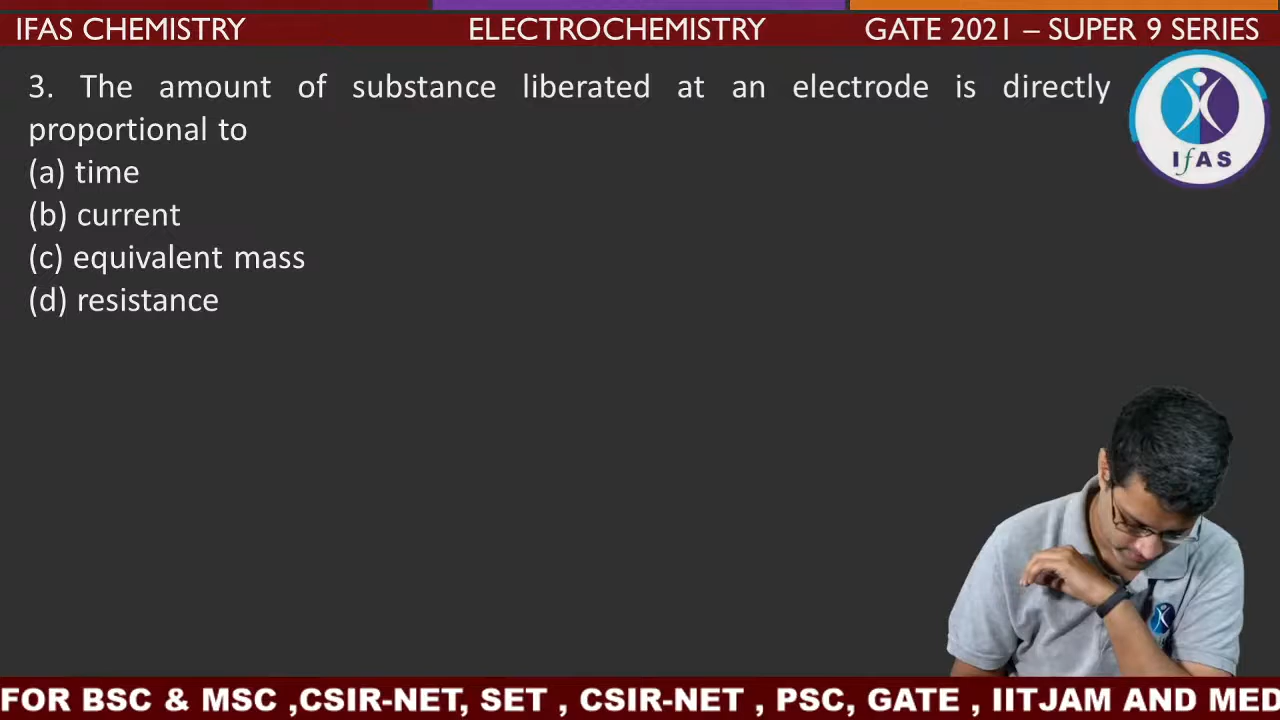 IFAS CHEMISTRY ELECTROCHEMISTRY GATE 2021 – SUPER 9 SERIES
3. The amount of substance liberated at an electrode is directly
proportional to
(a) time
(b) current
(c) equivalent mass
(d) resistance
IfAS
FOR BSC & MSC ,CSIR-NET, SET , CSIR-NET , PSC, GATE , IITJAM AND MED